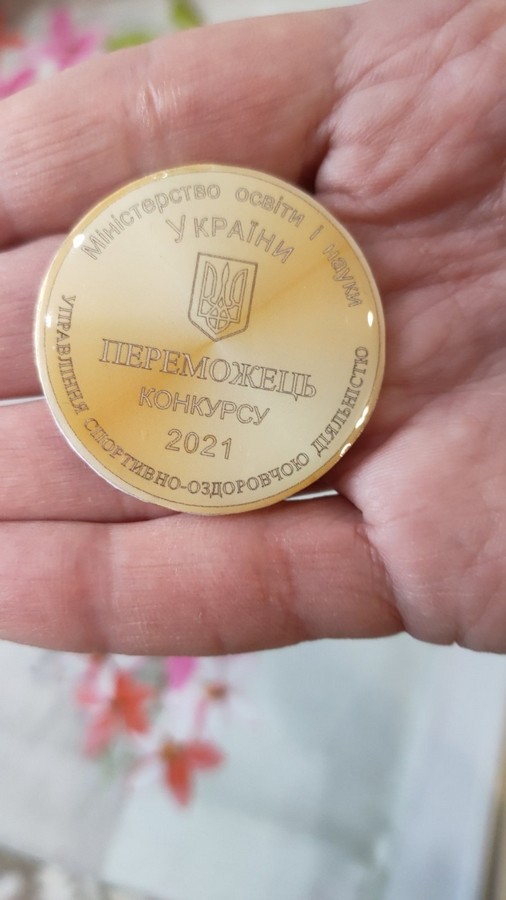 Міністерство освіти і науки
УКРАЇНИ
ПЕРЕМОЖЕЦЬ
КОНКУРСУ
2021
УПРАВЛІННЯ СПОРТИВНО-ОЗДОРОВЧОЮ ДІЯЛЬНІСТЮ